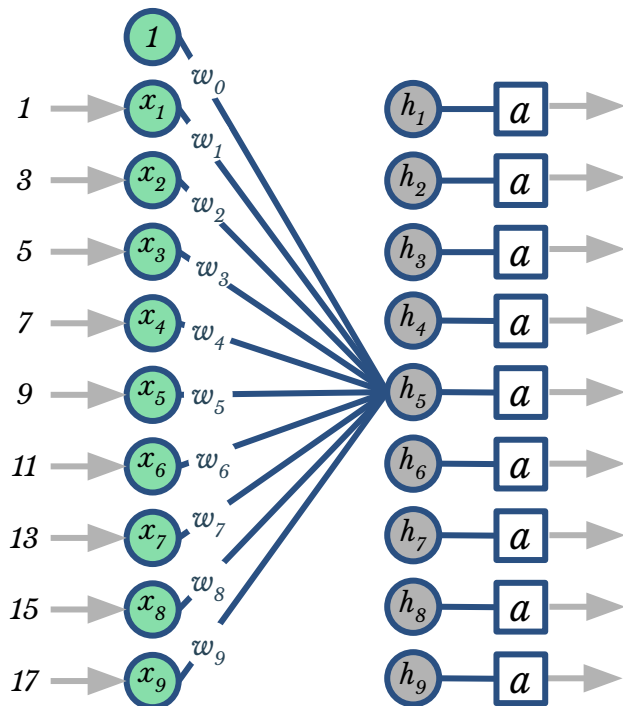 1
w₀
1 x₁ h₁ a
w₁
3 x₂ h₂ a
w₂
5 x₃ h₃ a
w₃
7 x₄ h₄ a
w₄
9 x₅ w₅ h₅ a
11 x₆ w₆ h₆ a
13 x₇ w₇ h₇ a
15 x₈ w₈ h₈ a
w₉
17 x₉ h₉ a